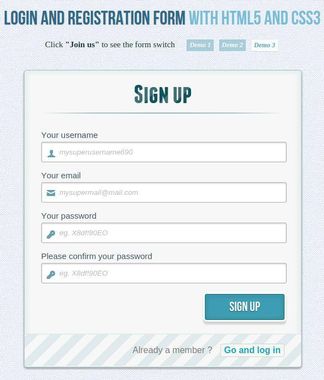 LOGIN AND REGISTRATION FORM WITH HTML5 AND CSS3
Click "Join us" to see the form switch Demo 1 Demo 2 Demo 3
Sign up
Your username
mysuperusername690
Your email
mysupermail@mail.com
Your password
eg. X8df!90EO
Please confirm your password
eg. X8df!90EO
SIGN UP
Already a member ? Go and log in